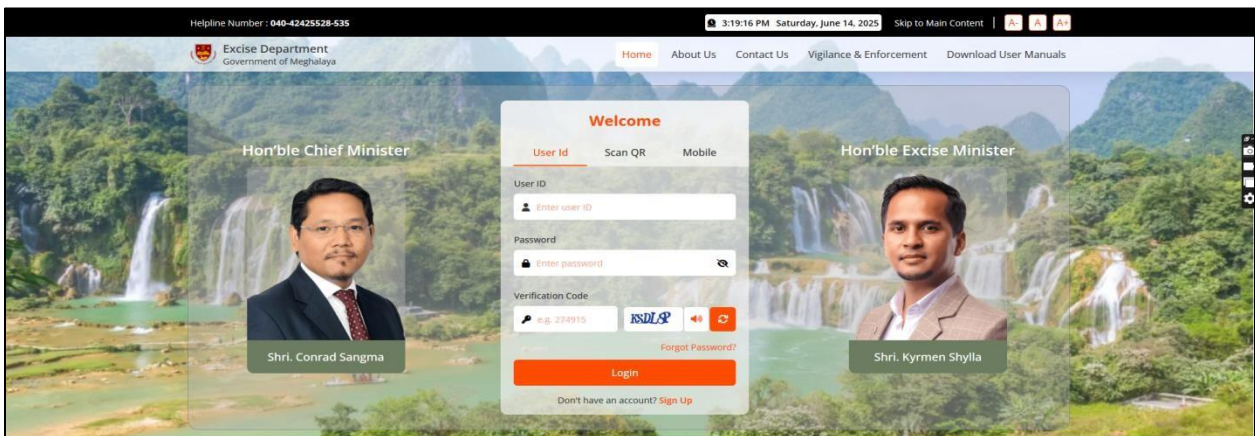 Helpline Number : 040-42425528-535
3:19:16 PM Saturday, June 14, 2025 Skip to Main Content | A- A A+
Excise Department
Government of Meghalaya
Home About Us Contact Us Vigilance & Enforcement Download User Manuals
Hon'ble Chief Minister
Shri. Conrad Sangma
Welcome
User Id Scan QR Mobile
User ID
Enter user ID
Password
Enter password
Verification Code
e.g. 274915 KSDLSP
Forgot Password?
Login
Don't have an account? Sign Up
Hon'ble Excise Minister
Shri. Kyrmen Shylla